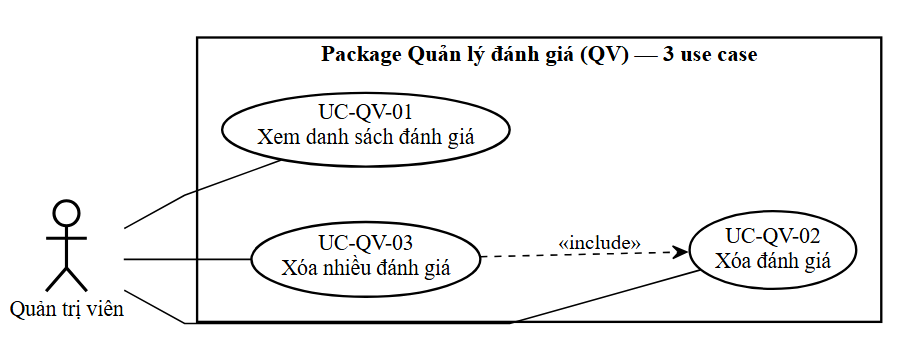 Package Quản lý đánh giá (QV) — 3 use case
UC-QV-01
Xem danh sách đánh giá
UC-QV-03
Xóa nhiều đánh giá
«include»
UC-QV-02
Xóa đánh giá
Quản trị viên